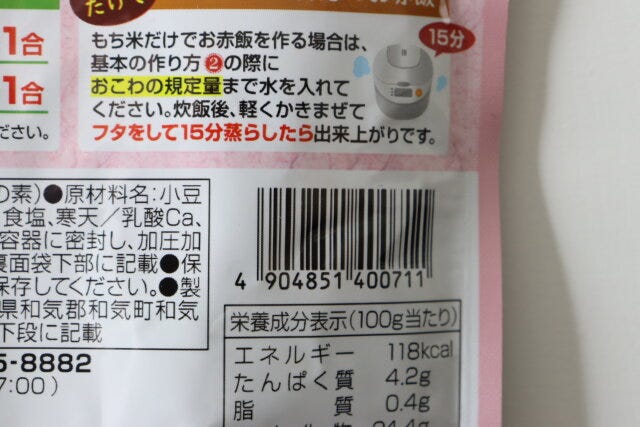 だけで
お赤飯
1合
1合
ださい。
もち米だけでお赤飯を作る場合は、
基本の作り方❷の際に
おこわの規定量まで水を入れて
ください。炊飯後、軽くかきまぜて
フタをして15分蒸らしたら出来上がりです。
15分
の素)●原材料名:小豆
食塩、寒天／乳酸Ca、
容器に密封し、加圧加
裏面袋下部に記載●保
保存してください。●製
県和気郡和気町和気
下段に記載
5-8882
7:00)
4 904851 400711
栄養成分表示(100g当たり)
エネルギー 118kcal
たんぱく質 4.2g
脂質 0.4g